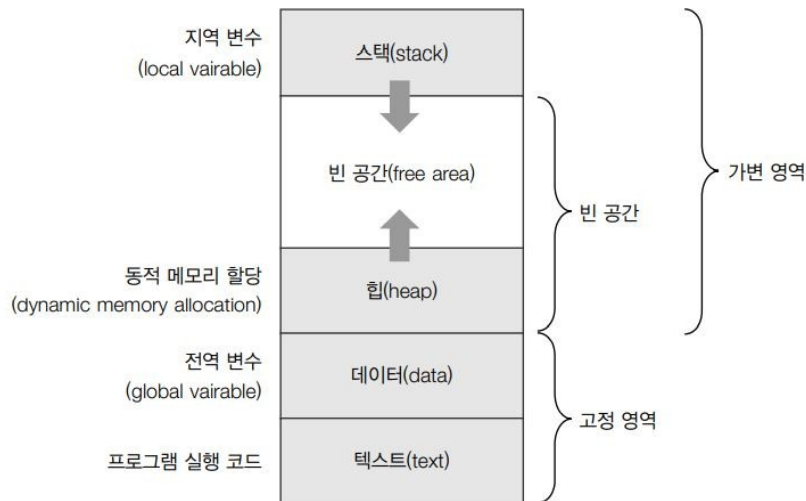 지역 변수
(local vairable)
스택(stack)
빈 공간(free area)
가변 영역
빈 공간
동적 메모리 할당
(dynamic memory allocation)
힙(heap)
전역 변수
(global vairable)
데이터(data)
고정 영역
프로그램 실행 코드
텍스트(text)